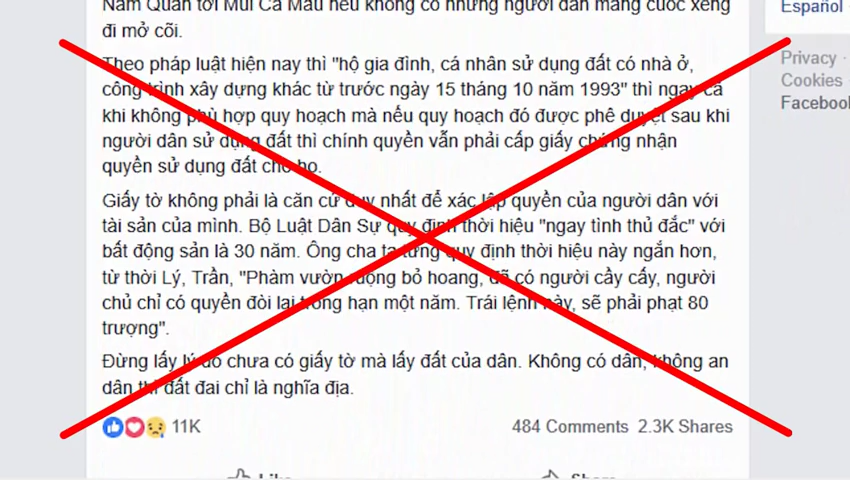 Nam Quan tới Mũi Cà Mau nếu không có những người dân mang cuốc xẻng
đi mở cõi.
Theo pháp luật hiện nay thì "hộ gia đình, cá nhân sử dụng đất có nhà ở,
công trình xây dựng khác từ trước ngày 15 tháng 10 năm 1993" thì ngay cả
khi không phù hợp quy hoạch mà nếu quy hoạch đó được phê duyệt sau khi
người dân sử dụng đất thì chính quyền vẫn phải cấp giấy chứng nhận
quyền sử dụng đất cho họ.
Giấy tờ không phải là căn cứ duy nhất để xác lập quyền của người dân với
tài sản của mình. Bộ Luật Dân Sự quy định thời hiệu "ngay tình thủ đắc" với
bất động sản là 30 năm. Ông cha ta từng quy định thời hiệu này ngắn hơn,
từ thời Lý, Trần, "Phàm vườn ruộng bỏ hoang, đã có người cầy cấy, người
chủ chỉ có quyền đòi lại trong hạn một năm. Trái lệnh này, sẽ phải phạt 80
trượng".
Đừng lấy lý do chưa có giấy tờ mà lấy đất của dân. Không có dân, không an
dân thì đất đai chỉ là nghĩa địa.
11K
484 Comments 2.3K Shares
Like
Share
Español
Privacy ·
Cookies
Facebook